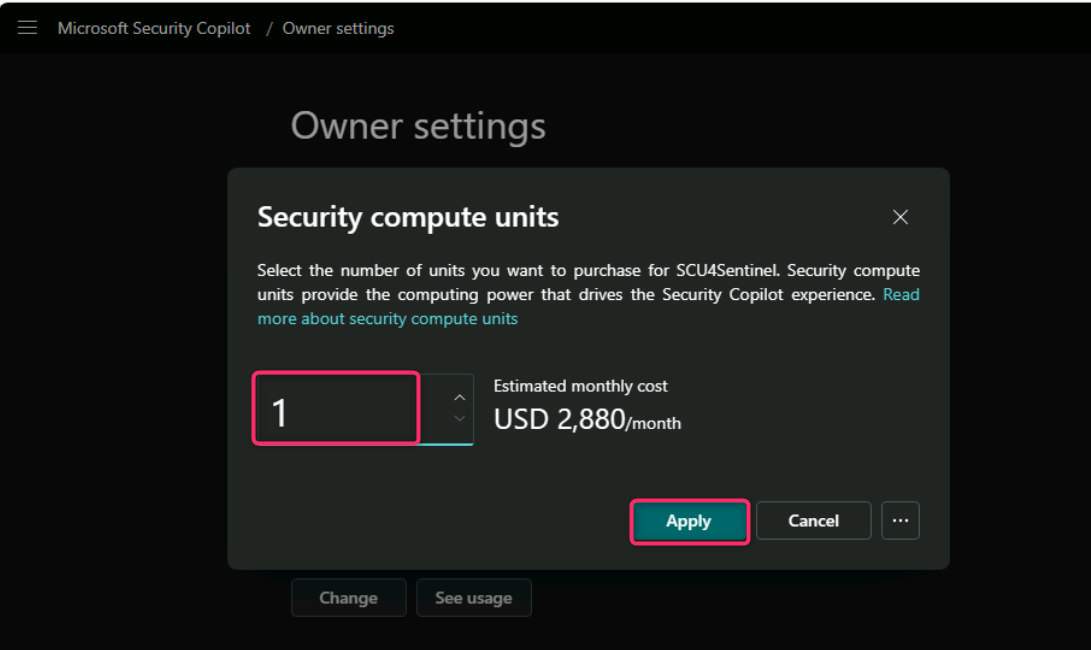 Microsoft Security Copilot / Owner settings
Owner settings
Security compute units
Select the number of units you want to purchase for SCU4Sentinel. Security compute
units provide the computing power that drives the Security Copilot experience. Read
more about security compute units
1
Estimated monthly cost
USD 2,880/month
Apply
Cancel
...
Change
See usage